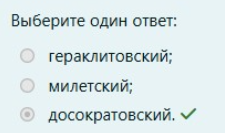 Выберите один ответ:
гераклитовский;
милетский;
досократовский.